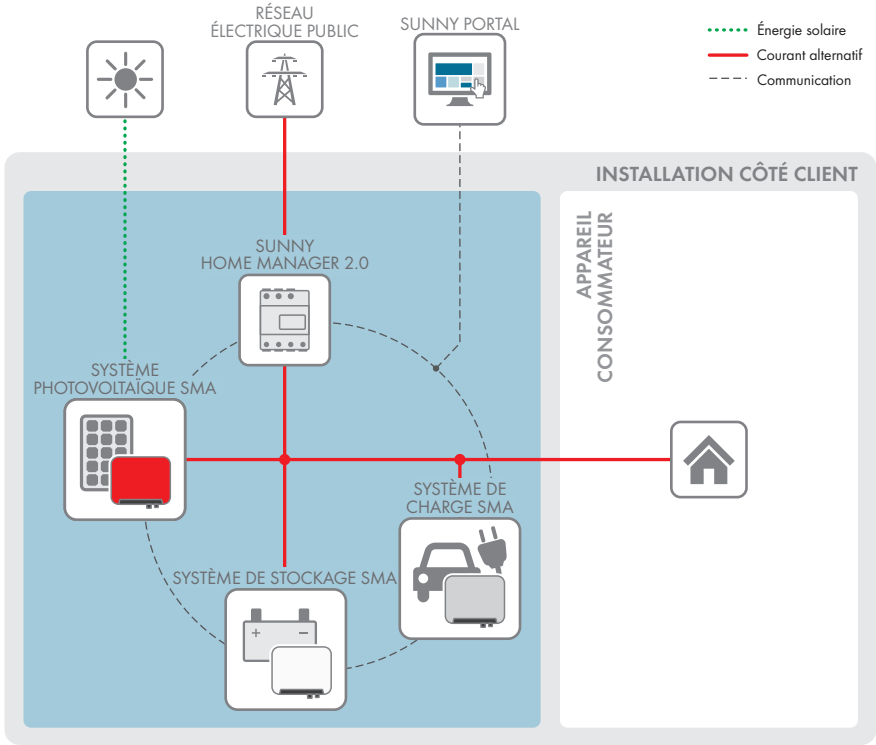 RÉSEAU
ÉLECTRIQUE PUBLIC
SUNNY PORTAL
Énergie solaire
Courant alternatif
Communication
INSTALLATION CÔTÉ CLIENT
APPAREIL
CONSOMMATEUR
SUNNY
HOME MANAGER 2.0
SYSTÈME
PHOTOVOLTAÏQUE SMA
SYSTÈME DE
CHARGE SMA
SYSTÈME DE STOCKAGE SMA
+ −